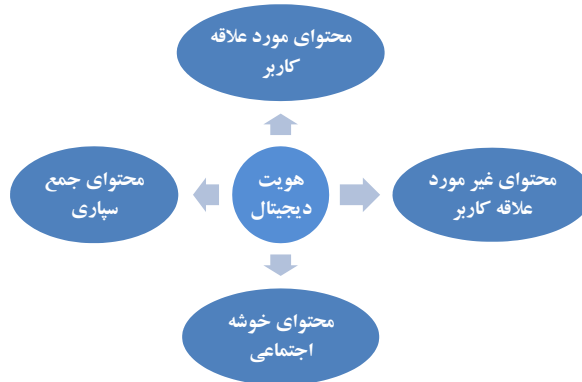 محتوای مورد علاقه
کاربر
محتوای غیر مورد
علاقه کاربر
هویت
دیجیتال
محتوای جمع
سپاری
محتوای خوشه
اجتماعی